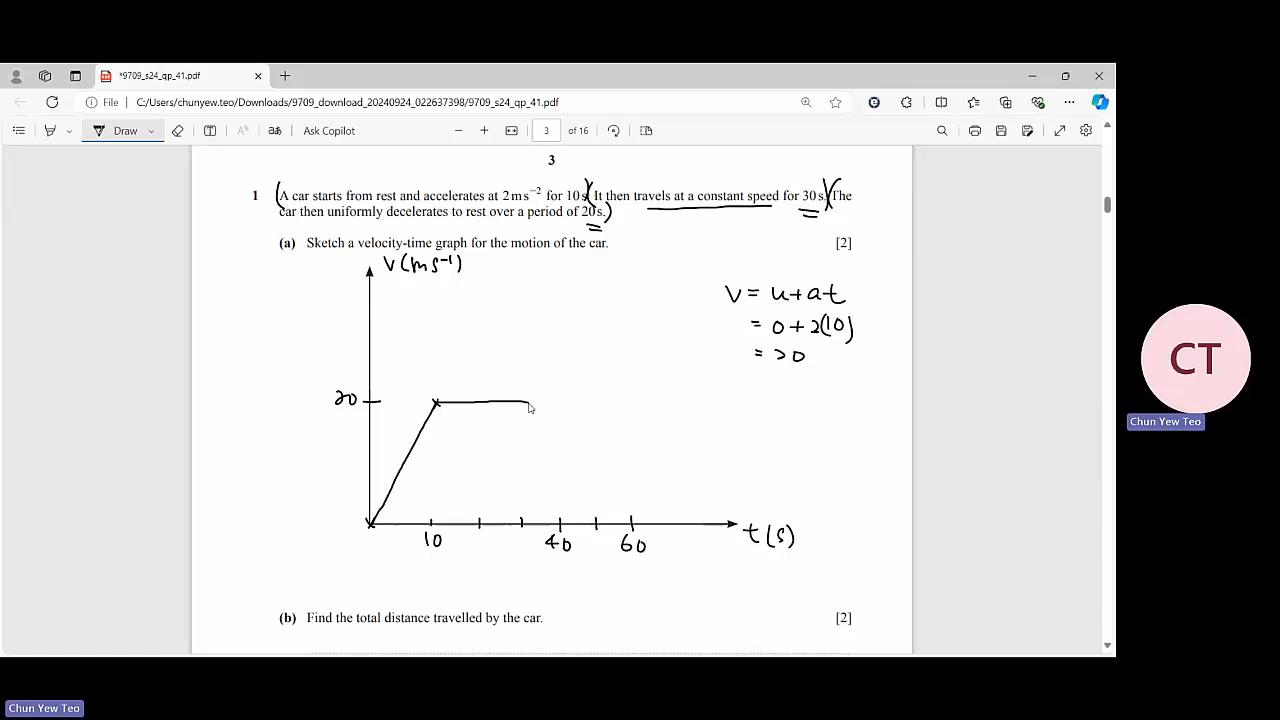 *9709_s24_qp_41.pdf
File
C:/Users/chunyew.teo/Downloads/9709_download_20240924_022637398/9709_s24_qp_41.pdf
Draw
aあ
Ask Copilot
3
of 16
3
1 A car starts from rest and accelerates at 2 m s⁻² for 10 s. It then travels at a constant speed for 30 s. The
car then uniformly decelerates to rest over a period of 20 s.
(a) Sketch a velocity-time graph for the motion of the car. [2]
V (m s⁻¹)
V = u + at
= 0 + 2(10)
= 20
20
10
40
60
t (s)
(b) Find the total distance travelled by the car. [2]
CT
Chun Yew Teo
Chun Yew Teo